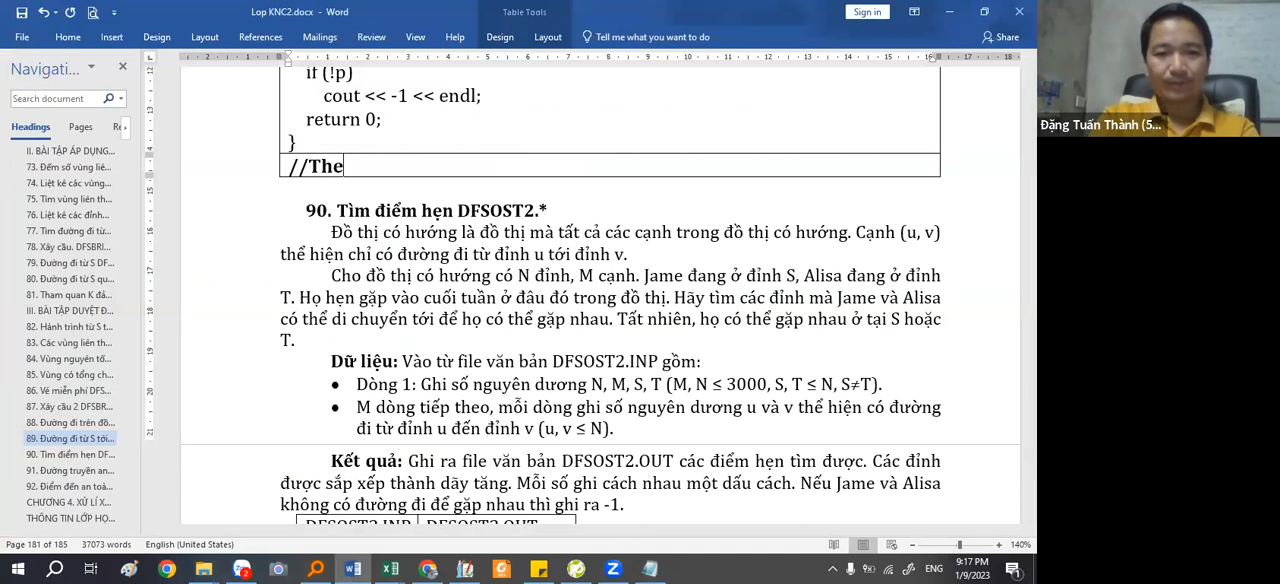 Lop KNC2.docx - Word
Table Tools
Sign in
File Home Insert Design Layout References Mailings Review View Help Design Layout Tell me what you want to do Share
Navigati...
Search document
Headings Pages
II. BÀI TẬP ÁP DỤNG...
73. Đếm số vùng liê...
74. Liệt kê các vùng...
75. Tìm vùng liên th...
76. Liệt kê các đỉnh...
77. Tìm đường đi từ...
78. Xây cầu. DFSBRI...
79. Đường đi từ S đế...
80. Đường đi từ S qu...
81. Tham quan K đả...
III. BÀI TẬP DUYỆT Đ...
82. Hành trình từ S t...
83. Các vùng liên th...
84. Vùng nguyên tố...
85. Vùng có tổng ch...
86. Vé miễn phí DFS...
87. Xây cầu 2 DFSBR...
88. Đường đi trên đồ...
89. Đường đi từ S tới...
90. Tìm điểm hẹn DF...
91. Đường truyền an...
92. Điểm đến an toà...
CHƯƠNG 4. XỬ LÍ X...
THÔNG TIN LỚP HỌ...
if (!p)
cout << -1 << endl;
return 0;
}
//The
90. Tìm điểm hẹn DFSOST2.*
Đồ thị có hướng là đồ thị mà tất cả các cạnh trong đồ thị có hướng. Cạnh (u, v)
thể hiện chỉ có đường đi từ đỉnh u tới đỉnh v.
Cho đồ thị có hướng có N đỉnh, M cạnh. Jame đang ở đỉnh S, Alisa đang ở đỉnh
T. Họ hẹn gặp vào cuối tuần ở đâu đó trong đồ thị. Hãy tìm các đỉnh mà Jame và Alisa
có thể di chuyển tới để họ có thể gặp nhau. Tất nhiên, họ có thể gặp nhau ở tại S hoặc
T.
Dữ liệu: Vào từ file văn bản DFSOST2.INP gồm:
• Dòng 1: Ghi số nguyên dương N, M, S, T (M, N ≤ 3000, S, T ≤ N, S≠T).
• M dòng tiếp theo, mỗi dòng ghi số nguyên dương u và v thể hiện có đường
đi từ đỉnh u đến đỉnh v (u, v ≤ N).
Kết quả: Ghi ra file văn bản DFSOST2.OUT các điểm hẹn tìm được. Các đỉnh
được sắp xếp thành dãy tăng. Mỗi số ghi cách nhau một dấu cách. Nếu Jame và Alisa
không có đường đi để gặp nhau thì ghi ra -1.
DFSOST2.INP DFSOST2.OUT
Đặng Tuấn Thành (5...
Page 181 of 185 37073 words English (United States) 140%
ENG 9:17 PM
1/9/2023